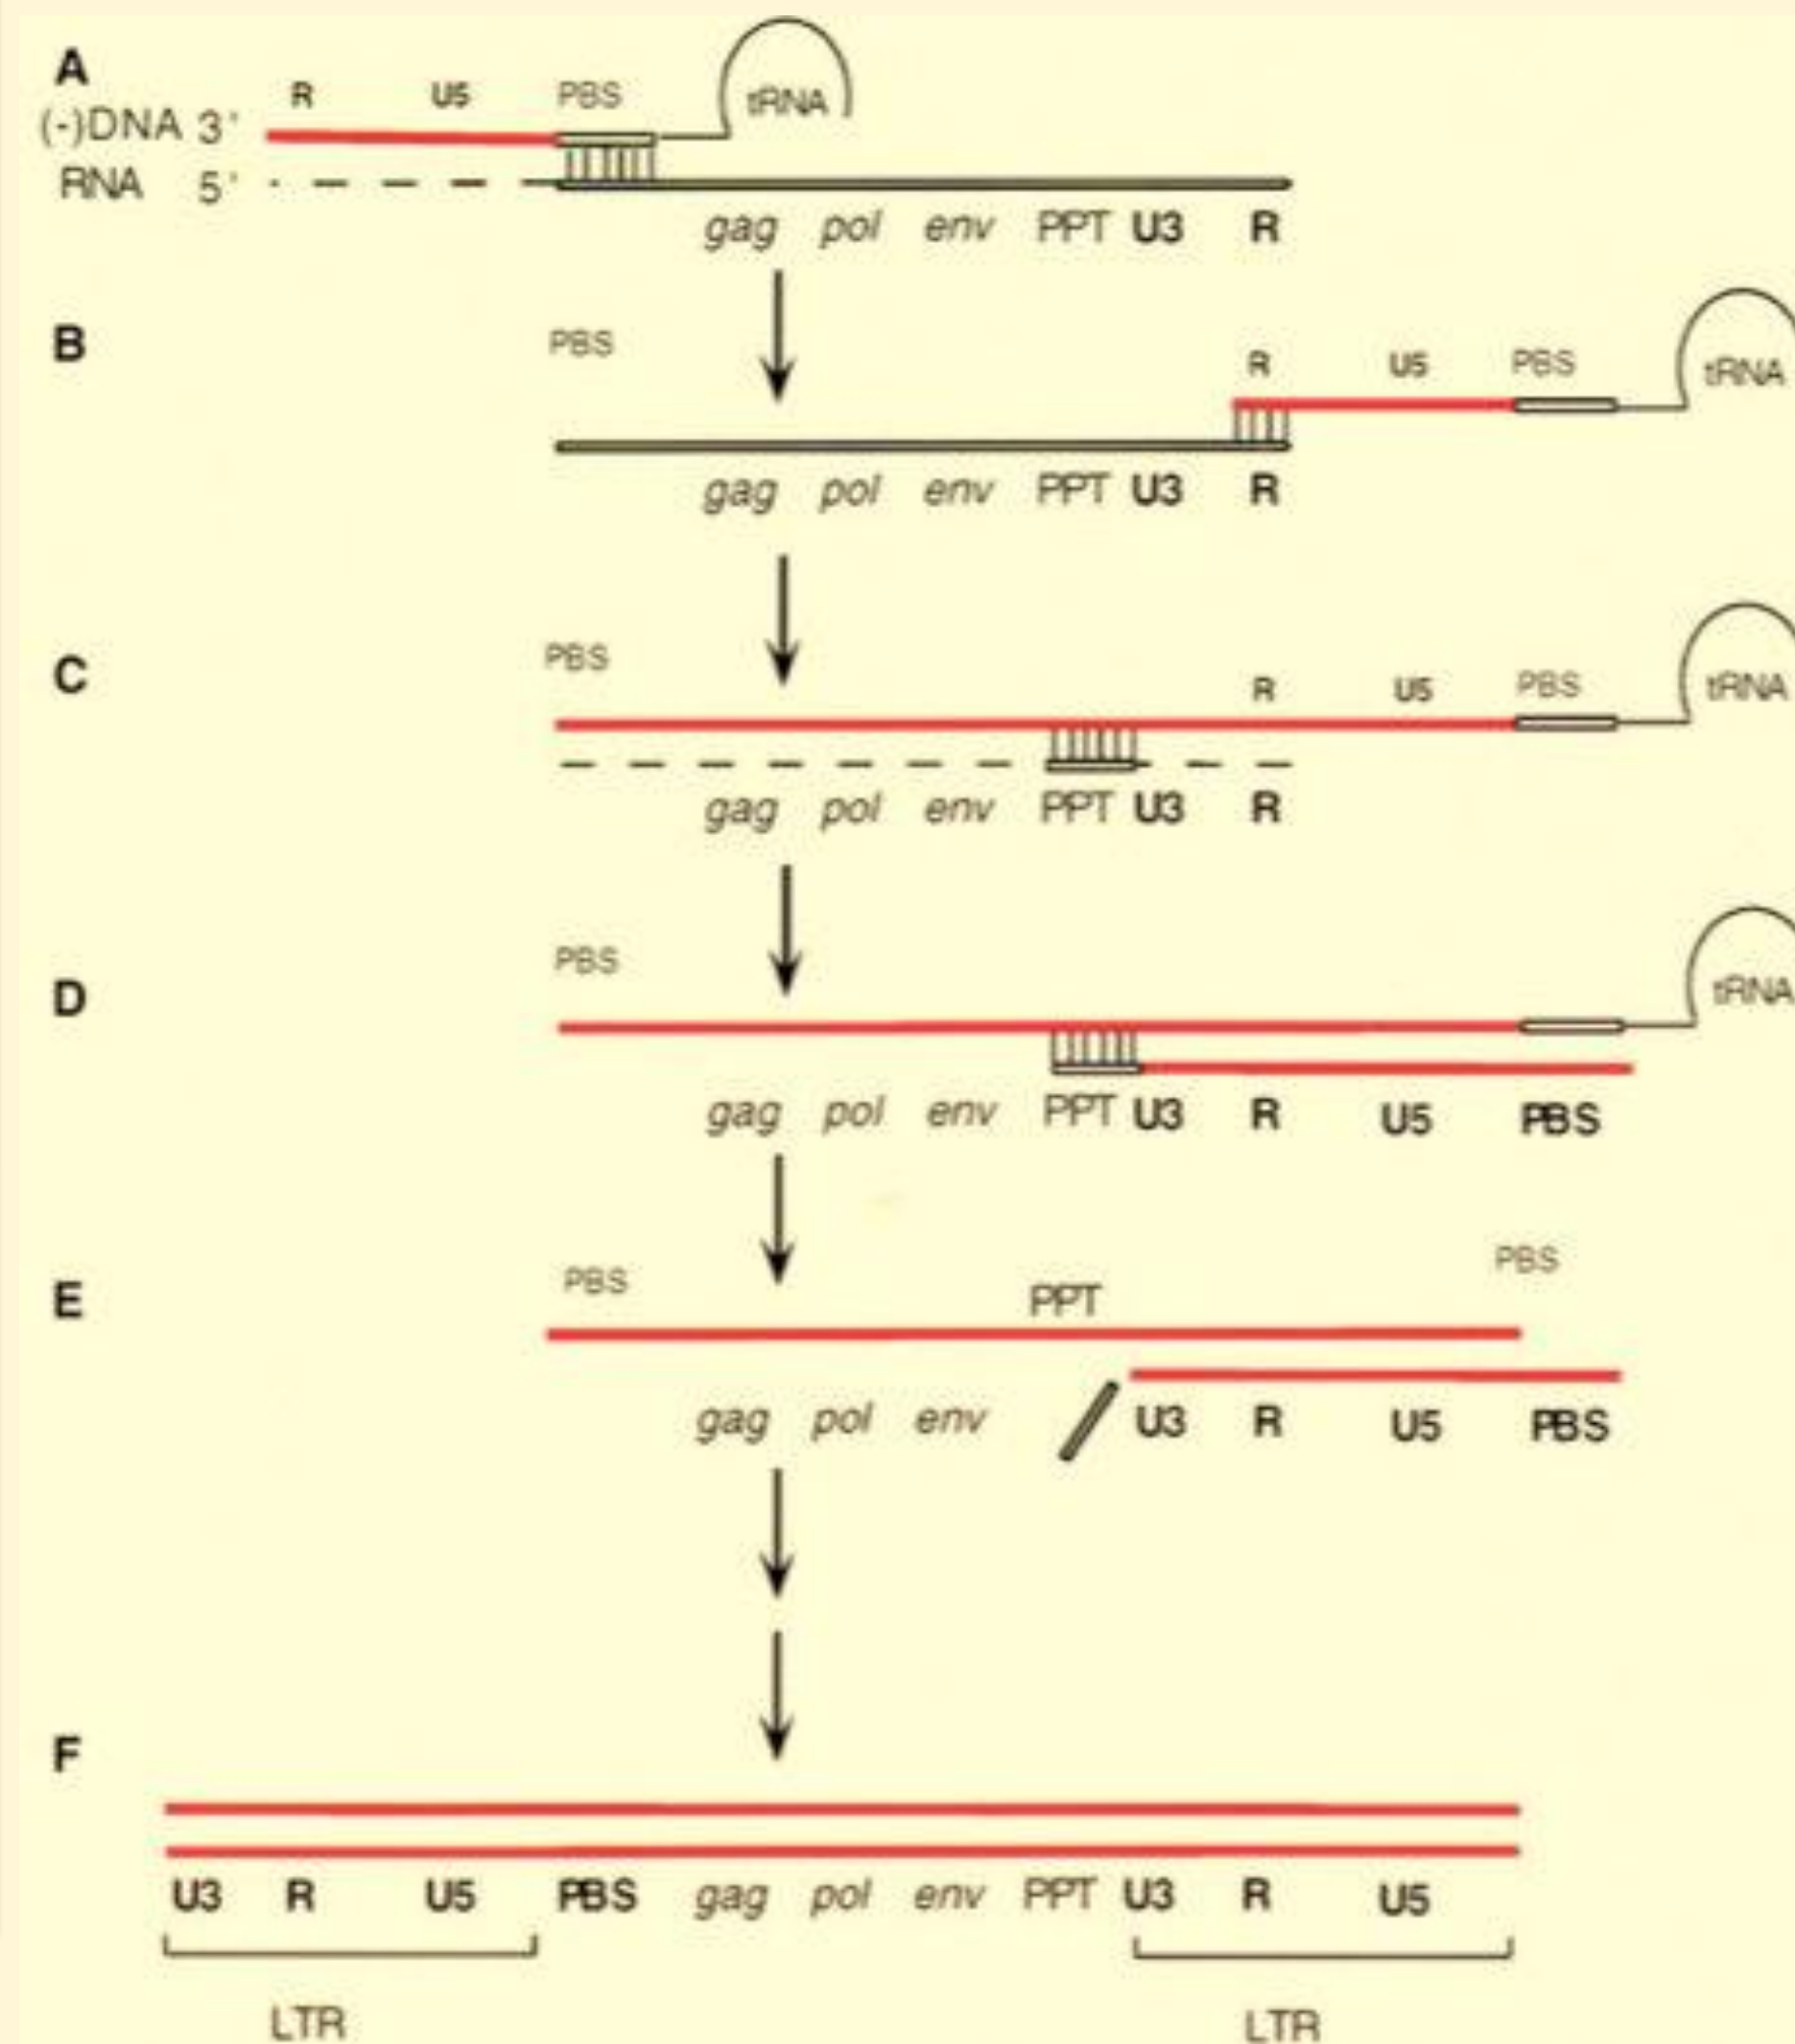 A
R U5 PBS tRNA
(-)DNA 3'
RNA 5'
gag pol env PPT U3 R
B
PBS R U5 PBS tRNA
gag pol env PPT U3 R
C
PBS R U5 PBS tRNA
gag pol env PPT U3 R
D
PBS tRNA
gag pol env PPT U3 R U5 PBS
E
PBS PPT PBS
gag pol env U3 R U5 PBS
F
U3 R U5 PBS gag pol env PPT U3 R U5
LTR LTR